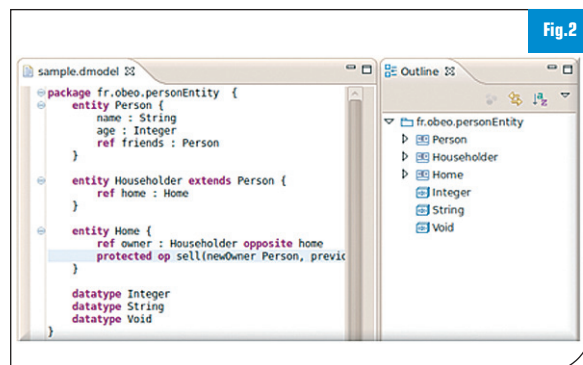 Fig.2
sample.dmodel
package fr.obeo.personEntity {
entity Person {
name : String
age : Integer
ref friends : Person
}
entity Householder extends Person {
ref home : Home
}
entity Home {
ref owner : Householder opposite home
protected op sell(newOwner Person, previo
}
datatype Integer
datatype String
datatype Void
}
Outline
fr.obeo.personEntity
Person
Householder
Home
Integer
String
Void